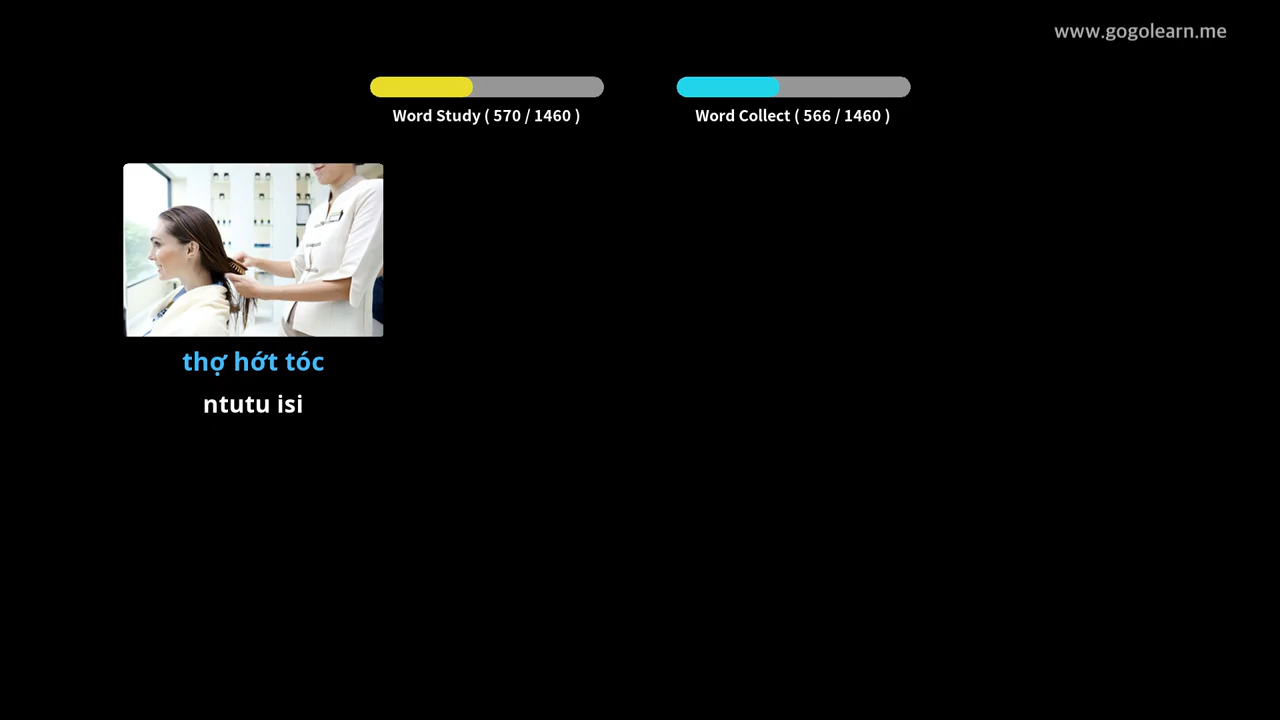 www.gogolearn.me
Word Study ( 570 / 1460 )
Word Collect ( 566 / 1460 )
thợ hớt tóc
ntutu isi